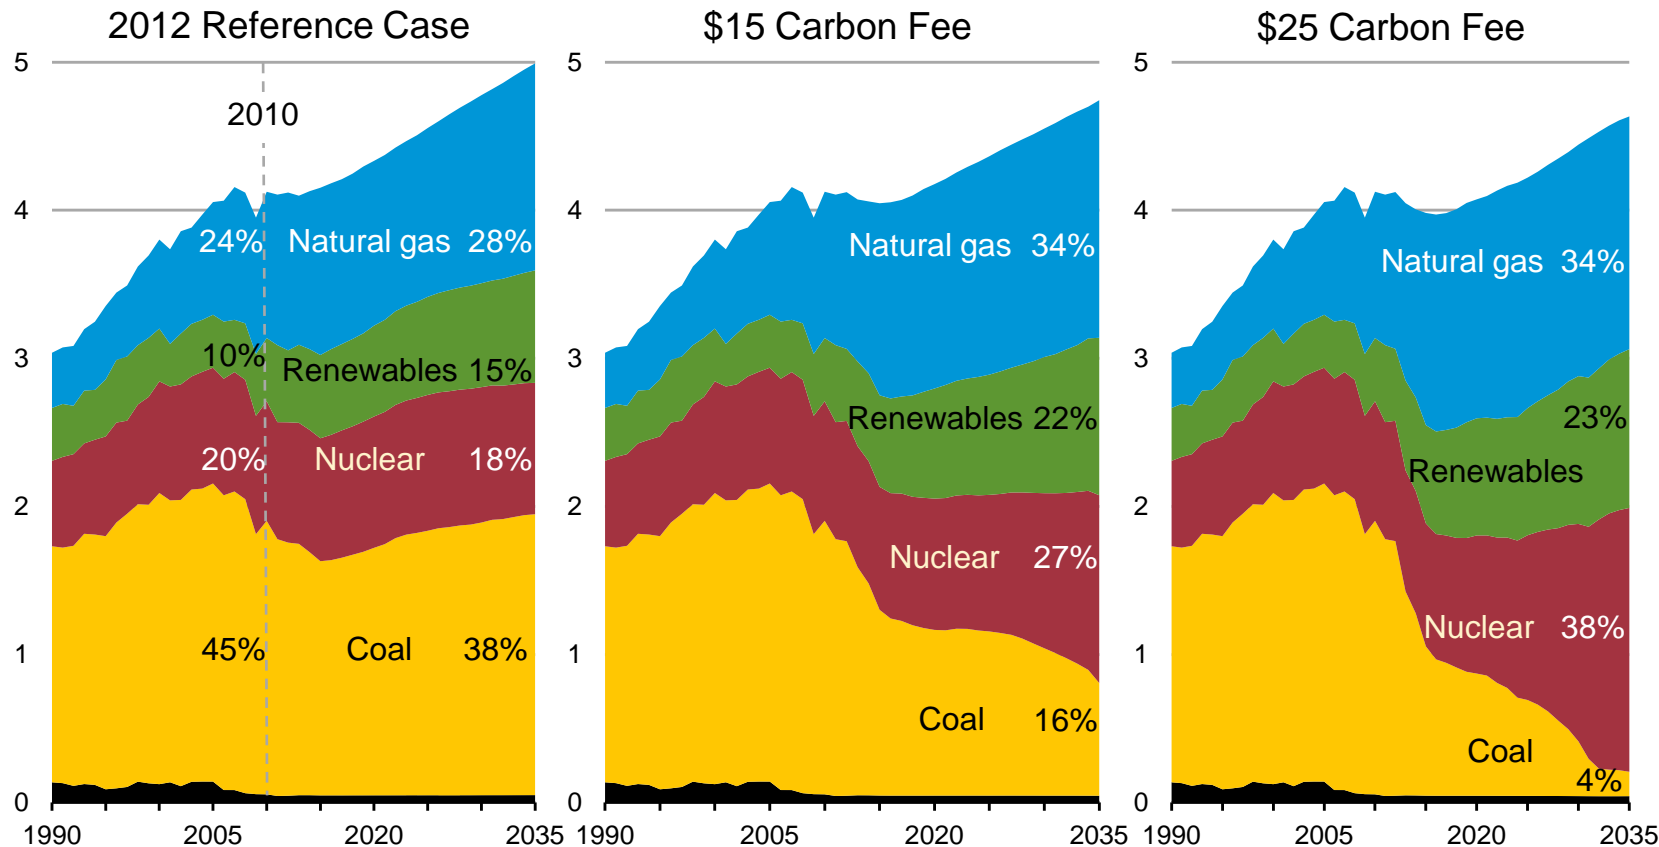 2012 Reference Case
5
2010
4
24% Natural gas 28%
3
10% Renewables 15%
20% Nuclear 18%
2
45% Coal 38%
1
0
1990 2005 2020 2035
$15 Carbon Fee
5
4
Natural gas 34%
3
Renewables 22%
2
Nuclear 27%
1
Coal 16%
0
1990 2005 2020 2035
$25 Carbon Fee
5
4
Natural gas 34%
3
23%
Renewables
2
Nuclear 38%
1
Coal
4%
0
1990 2005 2020 2035